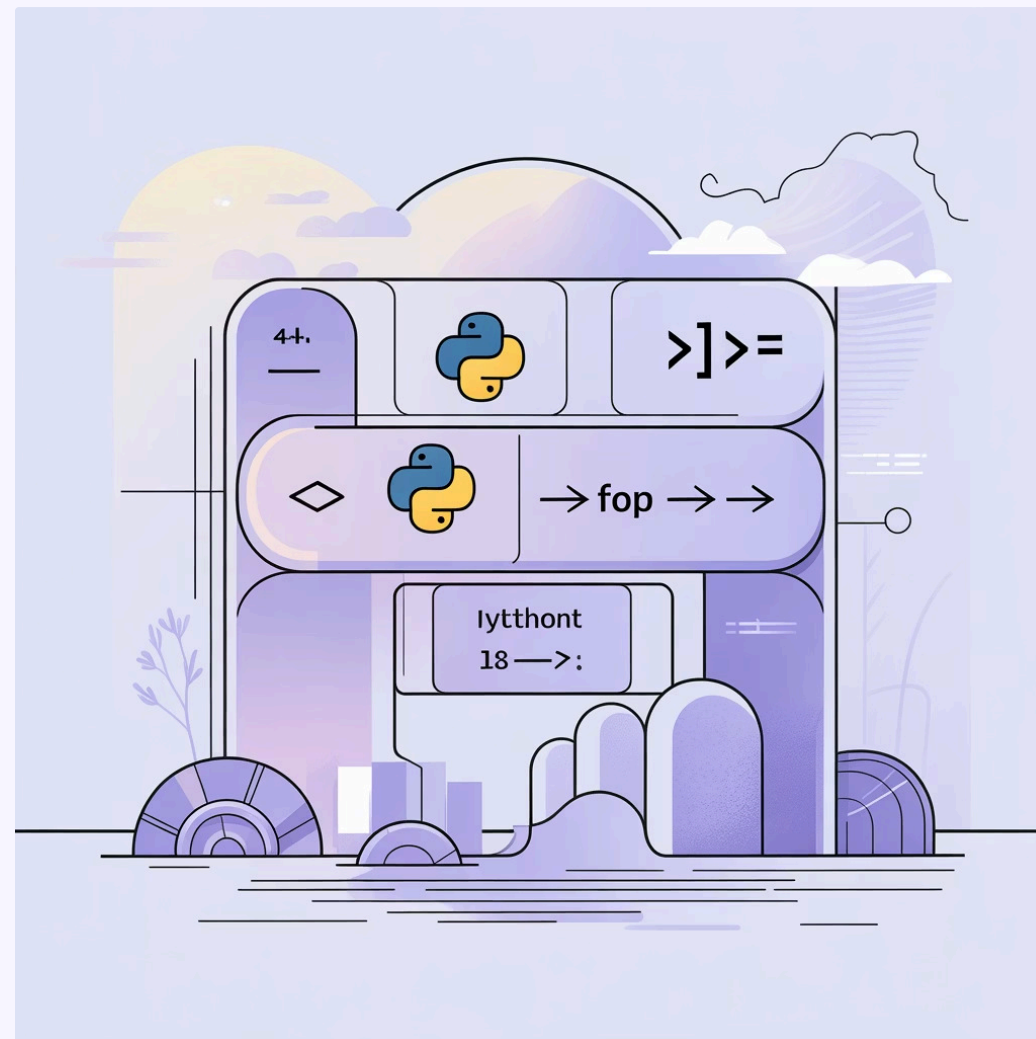 4+.
>]>=
<> →fop→→
Iytthont
18—>: